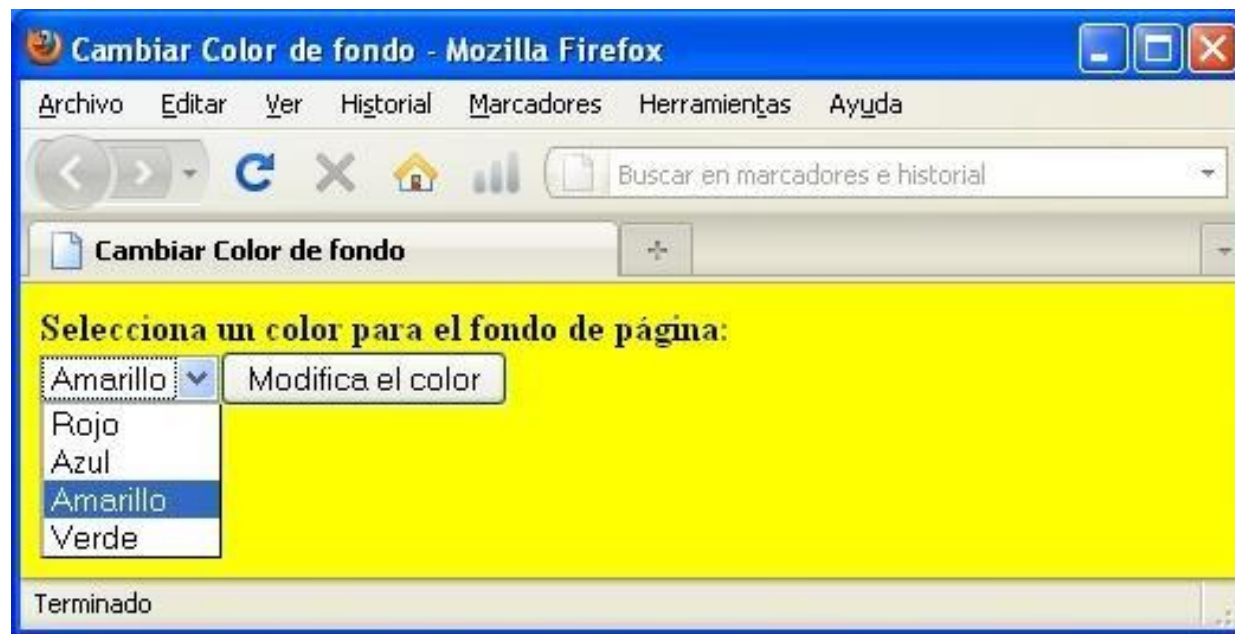 Cambiar Color de fondo - Mozilla Firefox
Archivo Editar Ver Historial Marcadores Herramientas Ayuda
Buscar en marcadores e historial
Cambiar Color de fondo
Selecciona un color para el fondo de página:
Amarillo Modifica el color
Rojo
Azul
Amarillo
Verde
Terminado